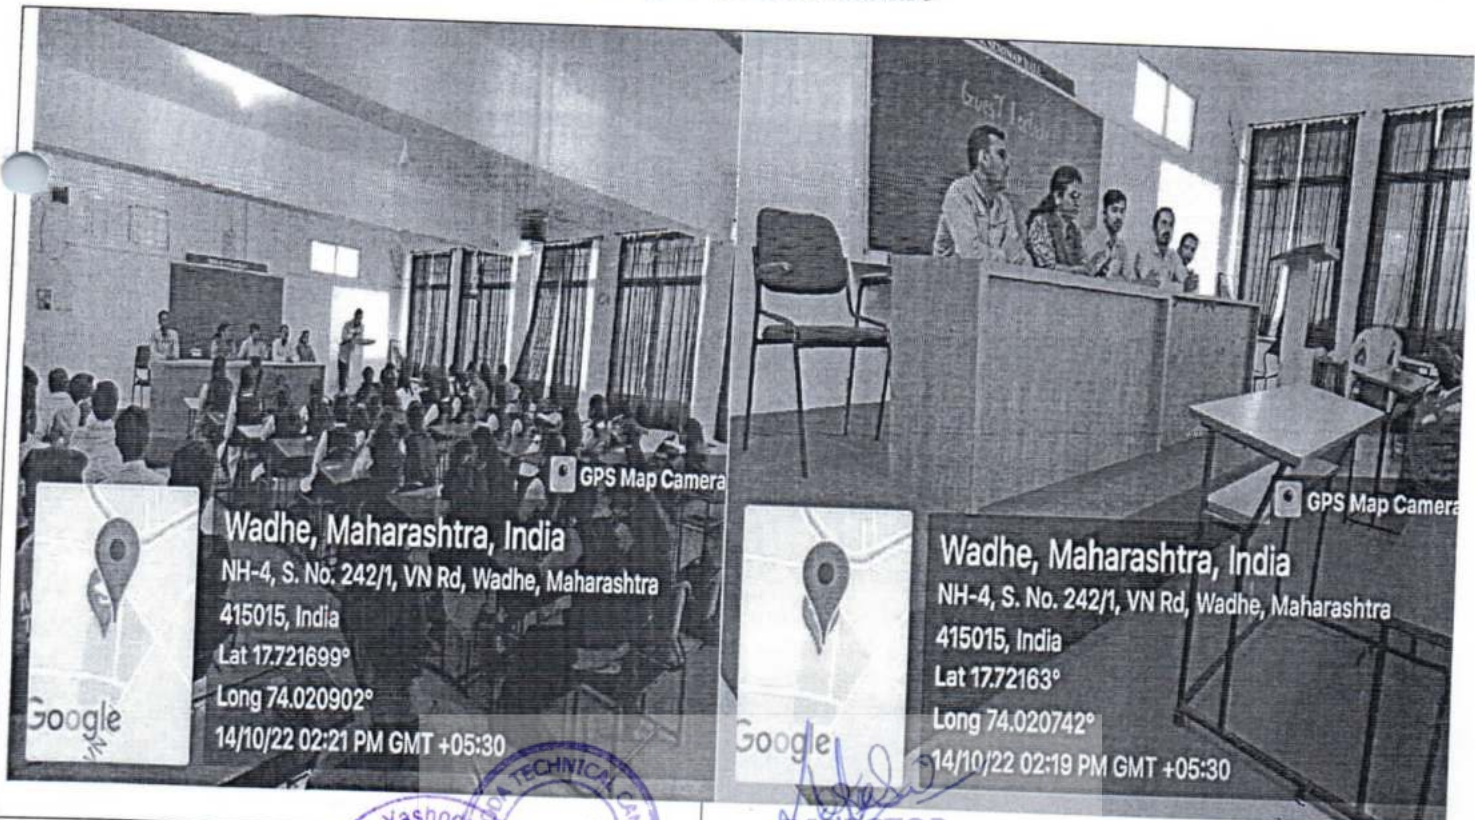 Guest
GPS Map Camera
Wadhe, Maharashtra, India
NH-4, S. No. 242/1, VN Rd, Wadhe, Maharashtra
415015, India
Lat 17.721699°
Long 74.020902°
14/10/22 02:21 PM GMT +05:30
Google
GPS Map Camera
Wadhe, Maharashtra, India
NH-4, S. No. 242/1, VN Rd, Wadhe, Maharashtra
415015, India
Lat 17.72163°
Long 74.020742°
14/10/22 02:19 PM GMT +05:30
Google
TECHNICAL